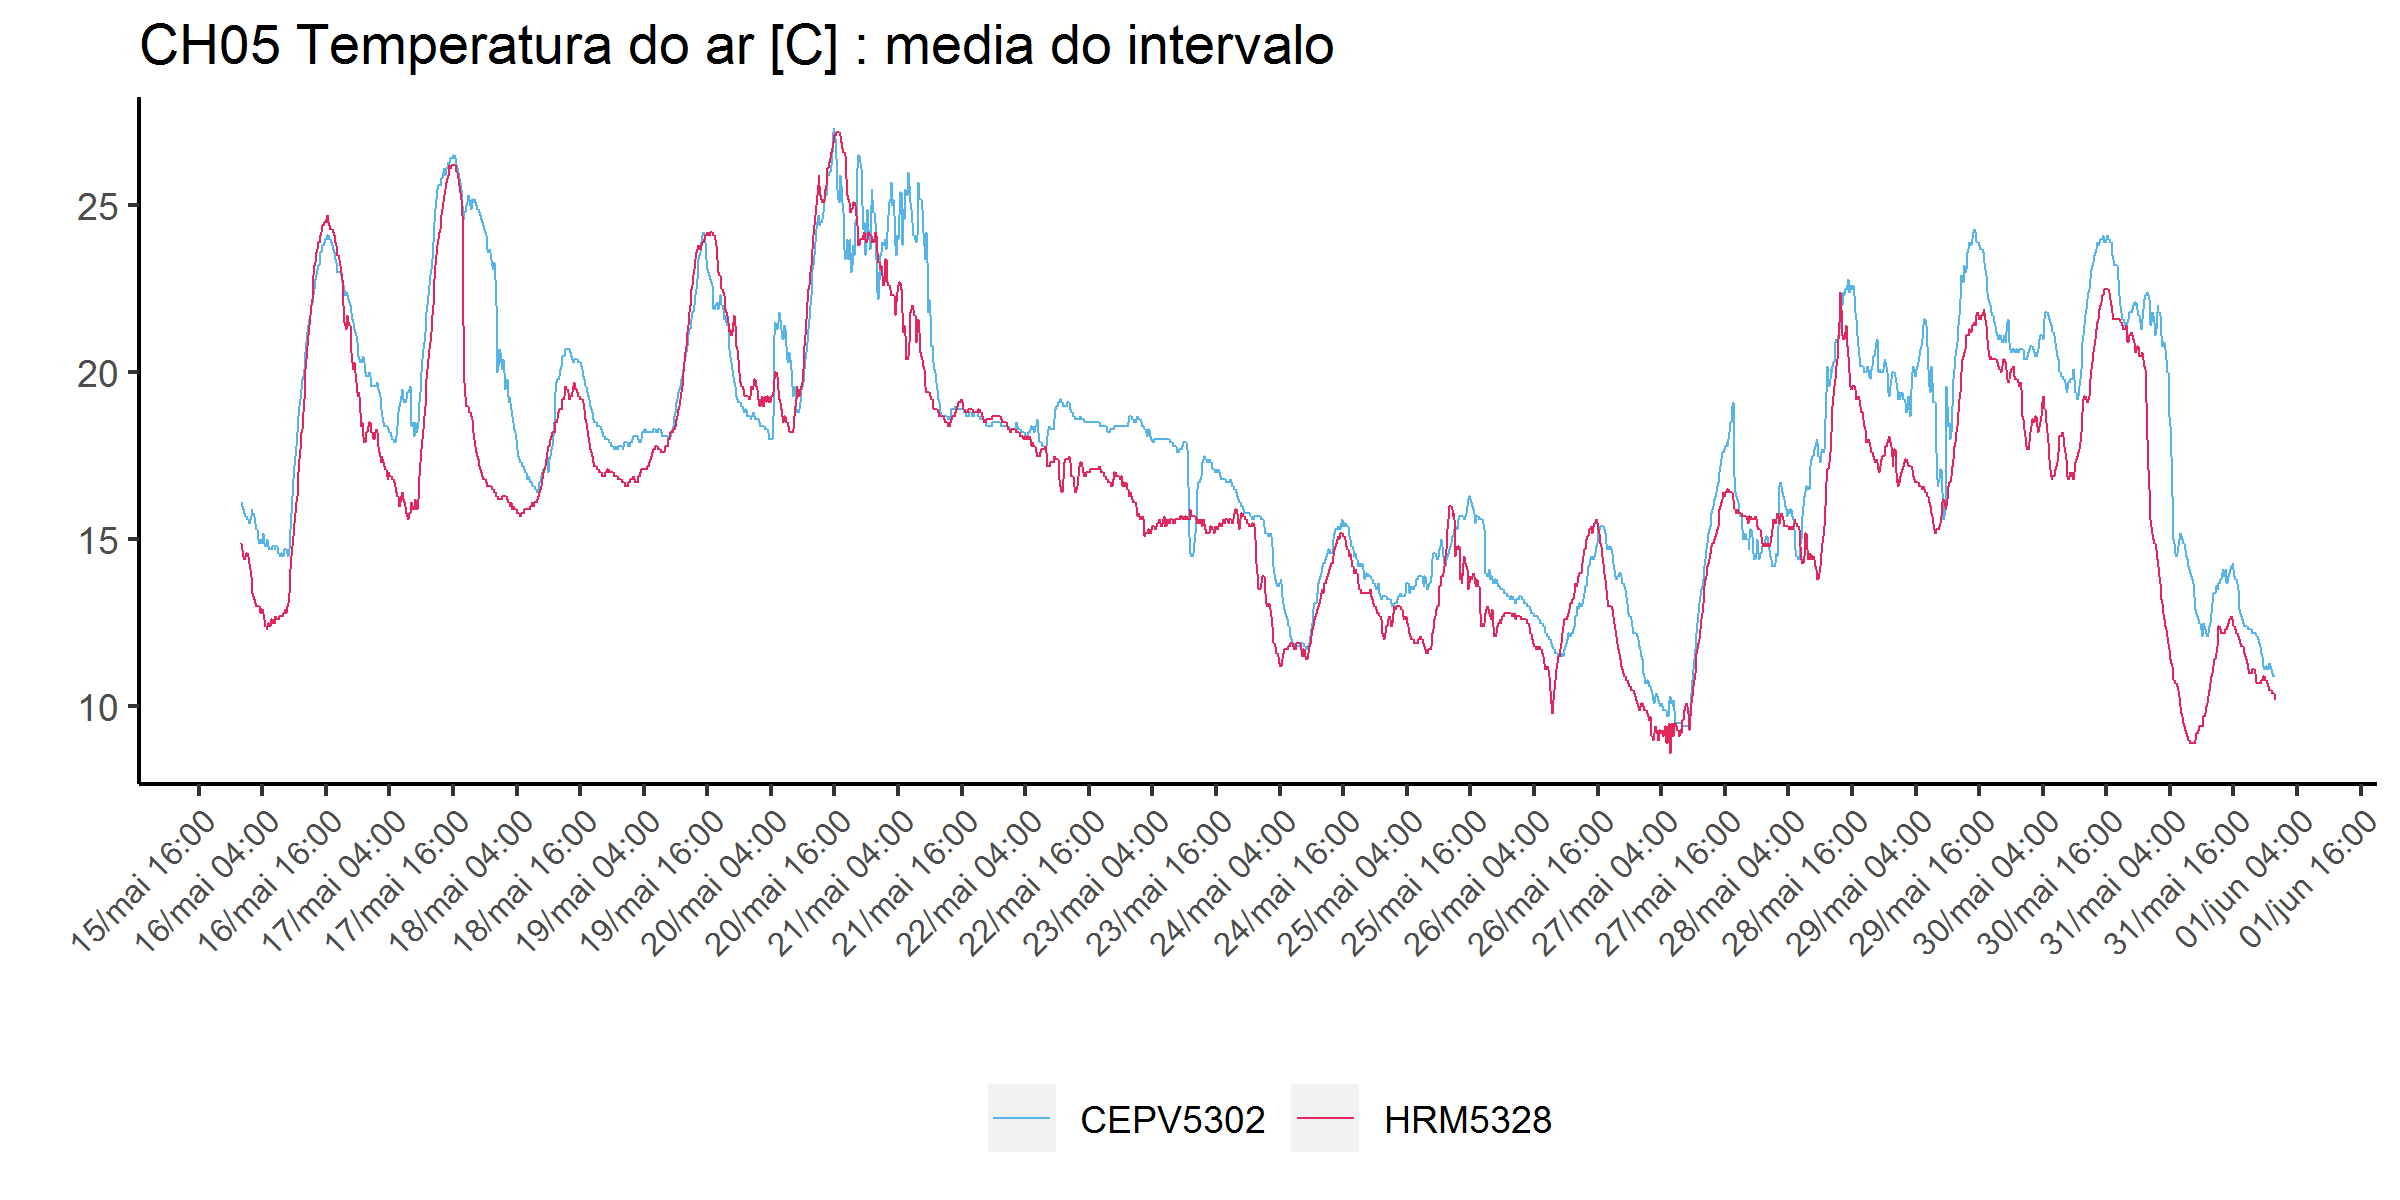 CH05 Temperatura do ar [C] : media do intervalo
25
20
15
10
15/mai 16:00
16/mai 04:00
16/mai 16:00
17/mai 04:00
17/mai 16:00
18/mai 04:00
18/mai 16:00
19/mai 04:00
19/mai 16:00
20/mai 04:00
20/mai 16:00
21/mai 04:00
21/mai 16:00
22/mai 04:00
22/mai 16:00
23/mai 04:00
23/mai 16:00
24/mai 04:00
24/mai 16:00
25/mai 04:00
25/mai 16:00
26/mai 04:00
26/mai 16:00
27/mai 04:00
27/mai 16:00
28/mai 04:00
28/mai 16:00
29/mai 04:00
29/mai 16:00
30/mai 04:00
30/mai 16:00
31/mai 04:00
31/mai 16:00
01/jun 04:00
01/jun 16:00
CEPV5302 HRM5328